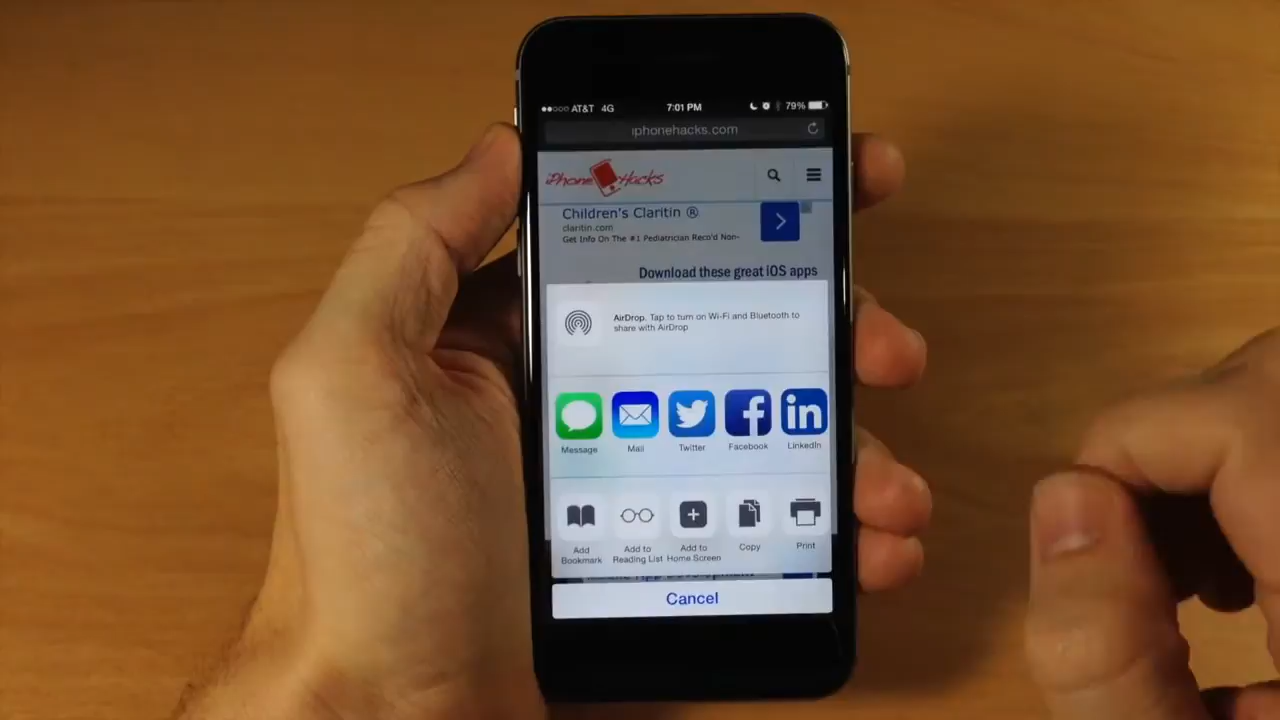 AT&T 4G 7:01 PM 79%
iphonehacks.com
iPhone Hacks
Children's Claritin ®
claritin.com
Get Info On The #1 Pediatrician Reco'd Non-
Download these great iOS apps
AirDrop. Tap to turn on Wi-Fi and Bluetooth to
share with AirDrop
Message Mail Twitter Facebook LinkedIn
Add Add to Add to Copy Print
Bookmark Reading List Home Screen
App Development
Cancel